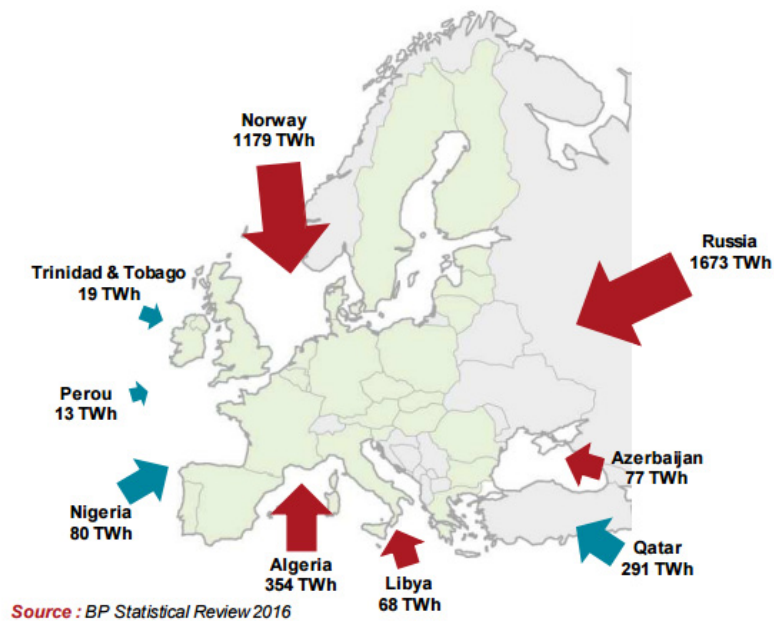 Norway
1179 TWh
Russia
1673 TWh
Trinidad & Tobago
19 TWh
Perou
13 TWh
Azerbaijan
77 TWh
Nigeria
80 TWh
Qatar
291 TWh
Algeria
354 TWh
Libya
68 TWh
Source : BP Statistical Review 2016